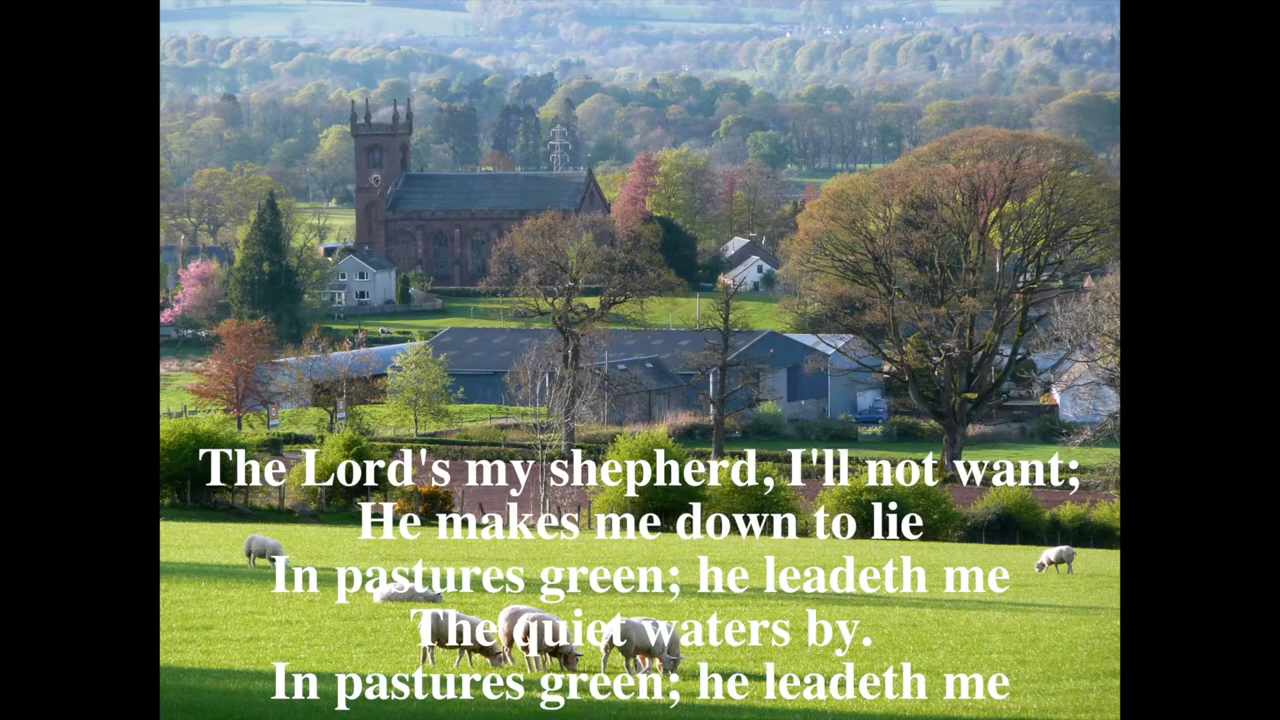 The Lord's my shepherd, I'll not want;
He makes me down to lie
In pastures green; he leadeth me
The quiet waters by.
In pastures green; he leadeth me